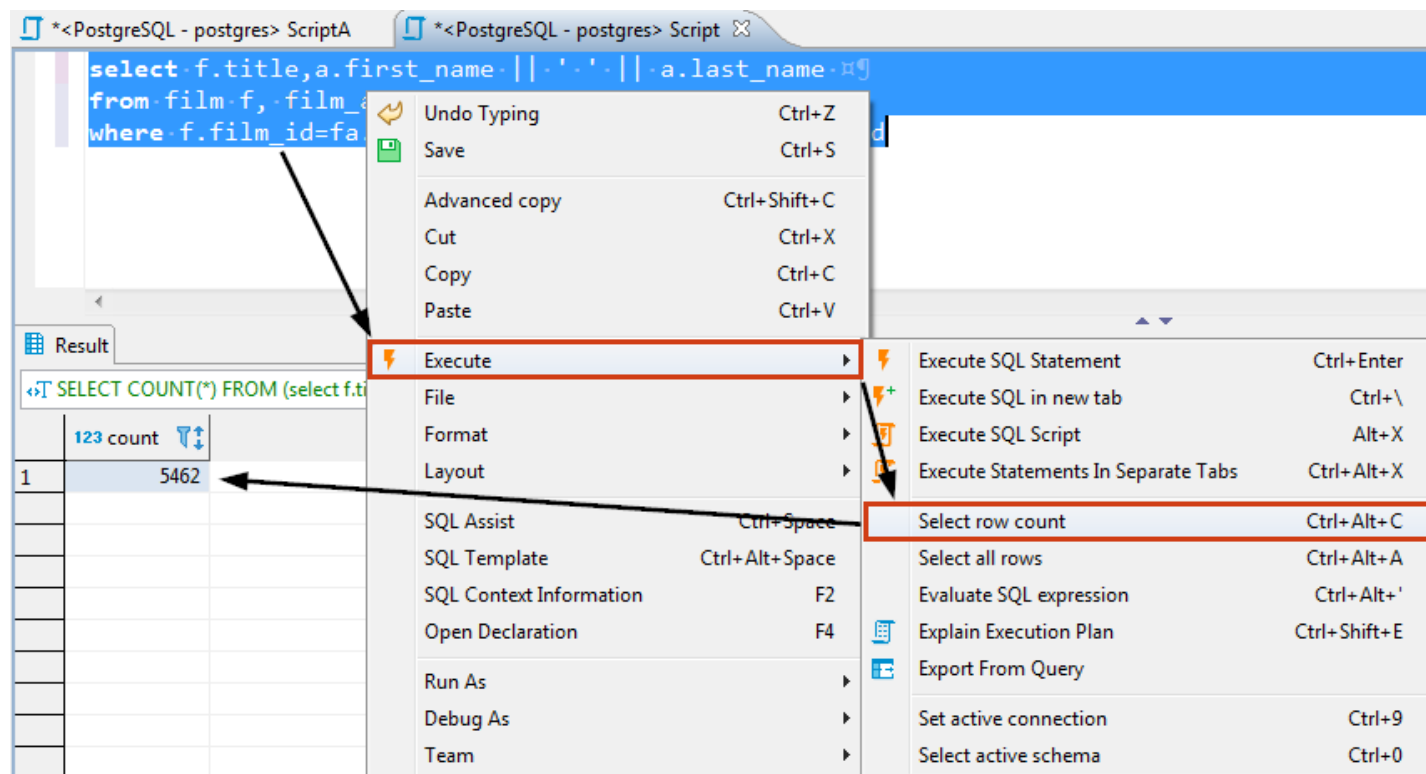 *<PostgreSQL - postgres> ScriptA
*<PostgreSQL - postgres> Script
select f.title,a.first_name || ' ' || a.last_name ¤¶
from film f, film_a
where f.film_id=fa. d
Undo Typing Ctrl+Z
Save Ctrl+S
Advanced copy Ctrl+Shift+C
Cut Ctrl+X
Copy Ctrl+C
Paste Ctrl+V
Execute
File
Format
Layout
SQL Assist Ctrl+Space
SQL Template Ctrl+Alt+Space
SQL Context Information F2
Open Declaration F4
Run As
Debug As
Team
Execute SQL Statement Ctrl+Enter
Execute SQL in new tab Ctrl+\
Execute SQL Script Alt+X
Execute Statements In Separate Tabs Ctrl+Alt+X
Select row count Ctrl+Alt+C
Select all rows Ctrl+Alt+A
Evaluate SQL expression Ctrl+Alt+'
Explain Execution Plan Ctrl+Shift+E
Export From Query
Set active connection Ctrl+9
Select active schema Ctrl+0
Result
SELECT COUNT(*) FROM (select f.ti
123 count
1 5462